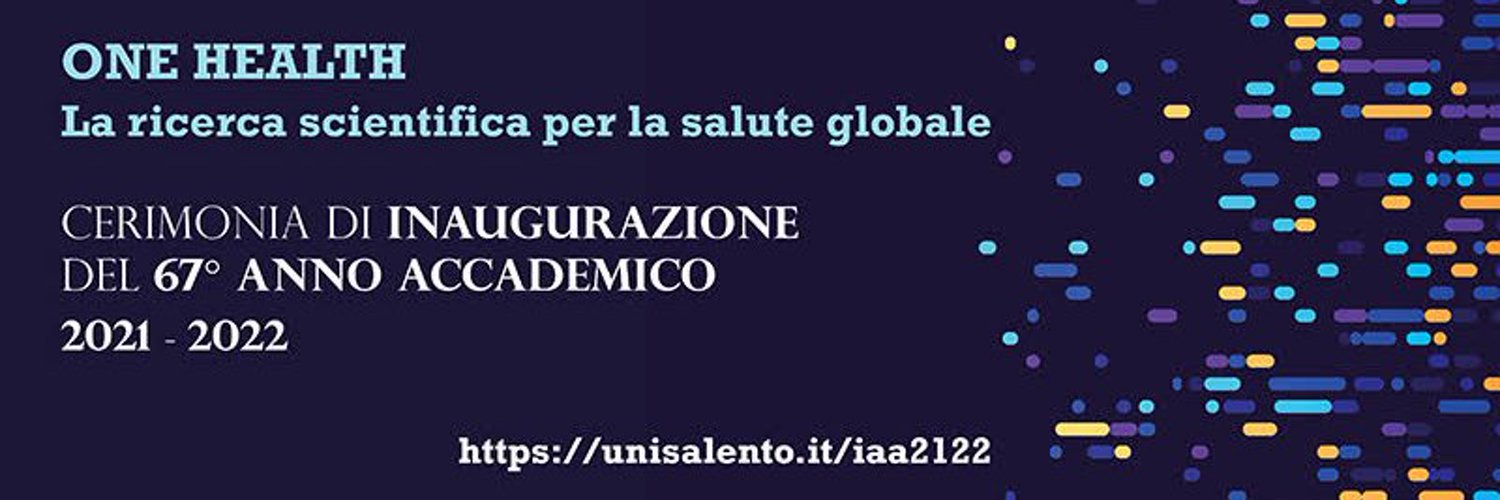 ONE HEALTH
La ricerca scientifica per la salute globale
CERIMONIA DI INAUGURAZIONE
DEL 67° ANNO ACCADEMICO
2021 - 2022
https://unisalento.it/iaa2122